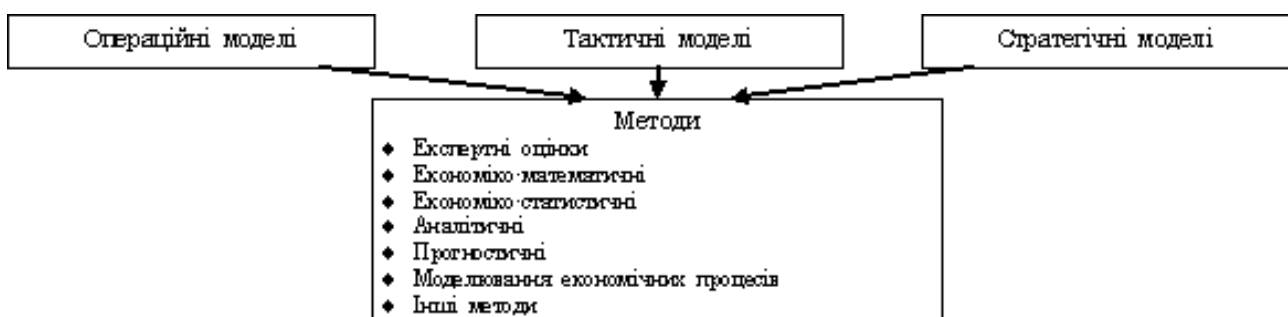 Операційні моделі
Тактичні моделі
Стратегічні моделі
Методи
◆ Експертні оцінки
◆ Економіко-математичні
◆ Економіко-статистичні
◆ Аналітичні
◆ Прогностичні
◆ Моделювання економічних процесів
◆ Інші методи